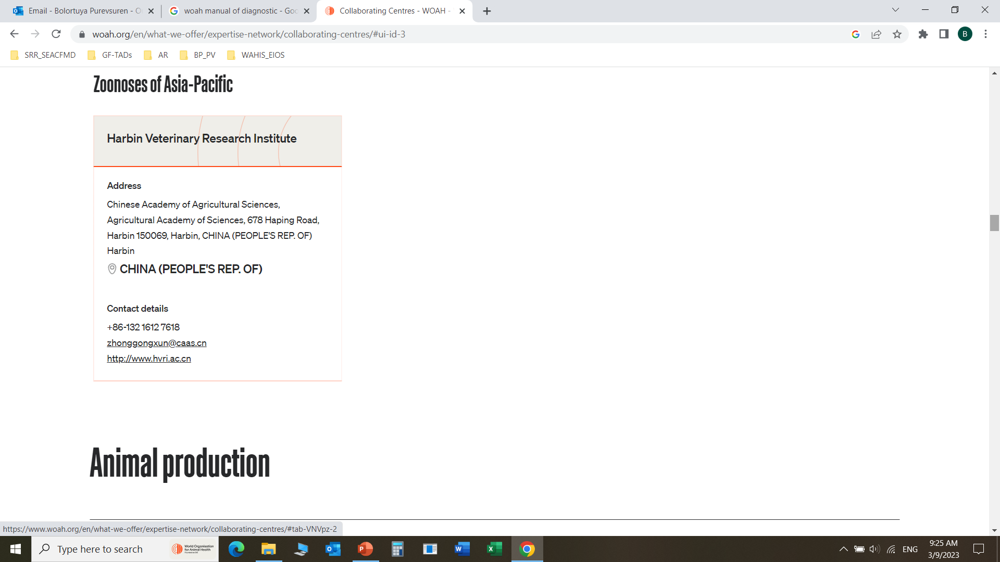 Email - Bolortuya Purevsuren - O
woah manual of diagnostic - Goo
Collaborating Centres - WOAH -
woah.org/en/what-we-offer/expertise-network/collaborating-centres/#ui-id-3
B
SRR_SEACFMD
GF-TADs
AR
BP_PV
WAHIS_EIOS
Zoonoses of Asia-Pacific
Harbin Veterinary Research Institute
Address
Chinese Academy of Agricultural Sciences,
Agricultural Academy of Sciences, 678 Haping Road,
Harbin 150069, Harbin, CHINA (PEOPLE'S REP. OF)
Harbin
CHINA (PEOPLE'S REP. OF)
Contact details
+86-132 1612 7618
zhonggongxun@caas.cn
http://www.hvri.ac.cn
Animal production
https://www.woah.org/en/what-we-offer/expertise-network/collaborating-centres/#tab-VNVpz-2
Type here to search
World Organisation
for Animal Health
ENG
9:25 AM
3/9/2023